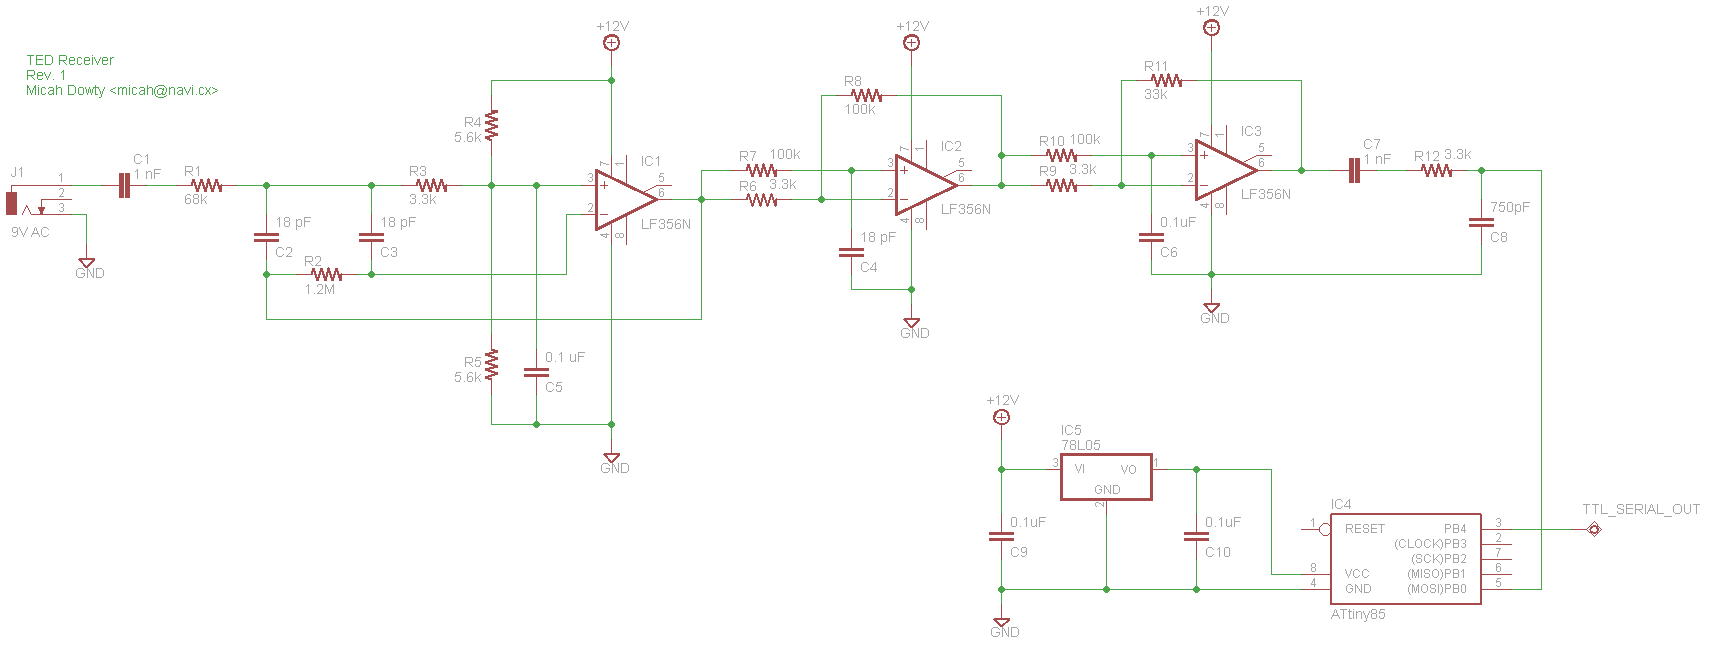 TED Receiver
Rev. 1
Micah Dowty <micah@navi.cx>
J1
1
2
3
9V AC
GND
C1
1 nF
R1
68k
18 pF
C2
R2
1.2M
18 pF
C3
R3
3.3k
R4
5.6k
R5
5.6k
0.1 uF
C5
GND
+12V
IC1
7
1
3
+
2
-
5
6
4
8
LF356N
R7
100k
R6
3.3k
R8
100k
18 pF
C4
GND
+12V
IC2
7
1
3
+
2
-
5
6
4
8
LF356N
R10
100k
R9
3.3k
R11
33k
0.1uF
C6
GND
+12V
IC3
7
1
3
+
2
-
5
6
4
8
LF356N
C7
1 nF
R12
3.3k
750pF
C8
+12V
0.1uF
C9
GND
IC5
78L05
3
VI
VO
1
GND
2
0.1uF
C10
IC4
1
RESET
8
VCC
4
GND
PB4
3
(CLOCK)PB3
2
(SCK)PB2
7
(MISO)PB1
6
(MOSI)PB0
5
ATtiny85
TTL_SERIAL_OUT